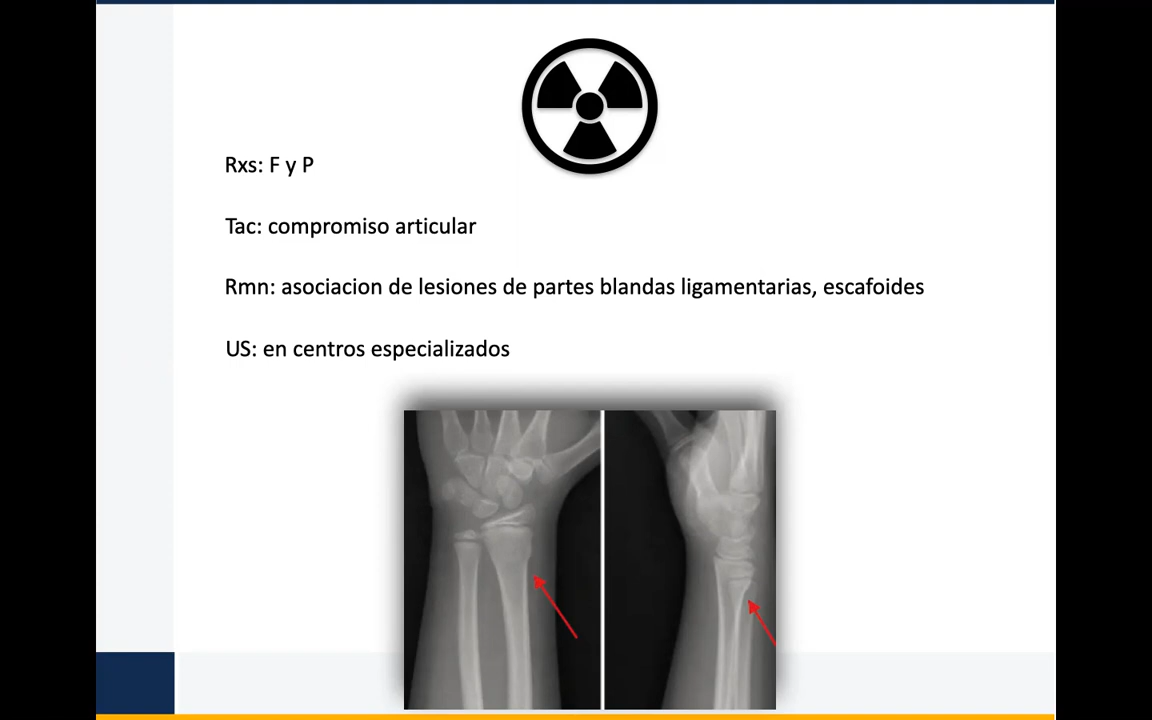 Rxs: F y P
Tac: compromiso articular
Rmn: asociacion de lesiones de partes blandas ligamentarias, escafoides
US: en centros especializados